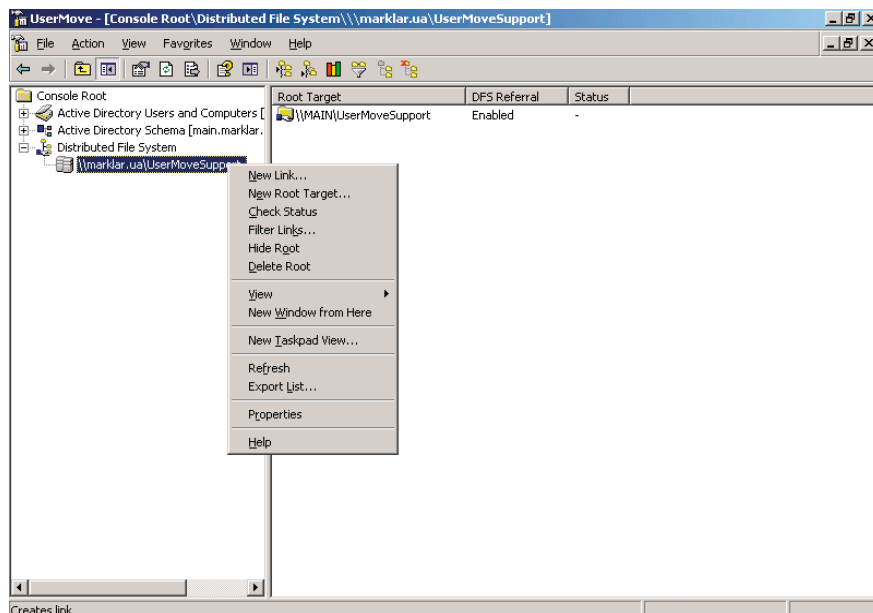 UserMove - [Console Root\Distributed File System\\\marklar.ua\UserMoveSupport]
File Action View Favorites Window Help
Console Root
Active Directory Users and Computers [
Active Directory Schema [main.marklar.
Distributed File System
\\marklar.ua\UserMoveSupport
Root Target DFS Referral Status
\\MAIN\UserMoveSupport Enabled -
New Link...
New Root Target...
Check Status
Filter Links...
Hide Root
Delete Root
View
New Window from Here
New Taskpad View...
Refresh
Export List...
Properties
Help
Creates link